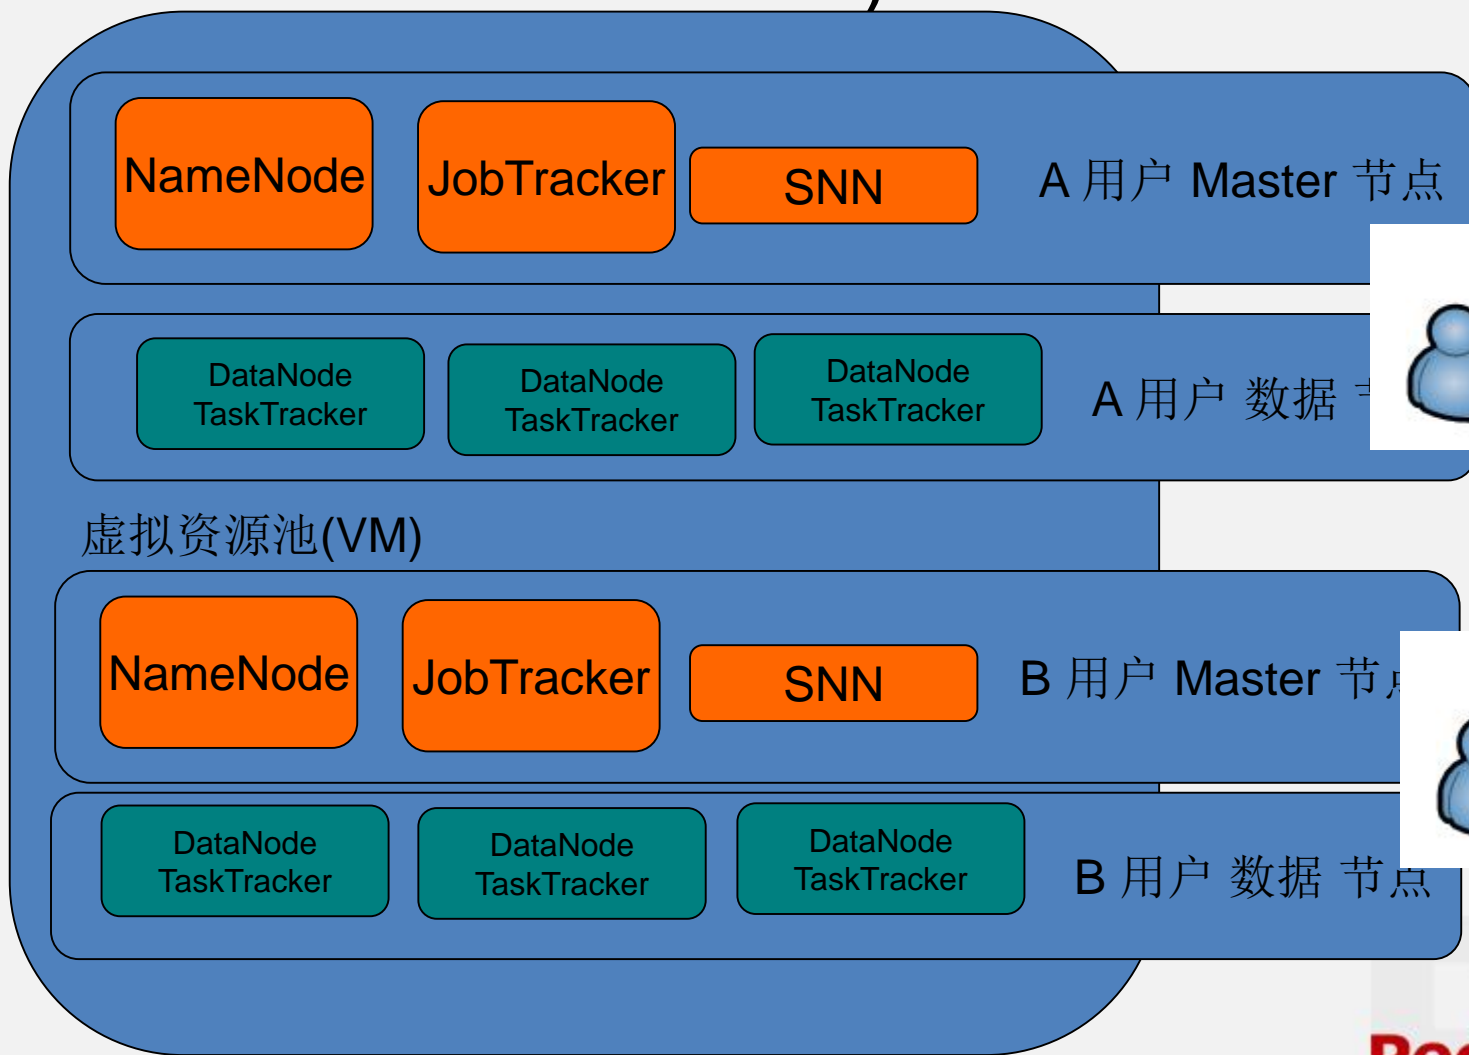 NameNode
JobTracker
SNN
A 用户 Master 节点
DataNode
TaskTracker
DataNode
TaskTracker
DataNode
TaskTracker
A 用户 数据
虚拟资源池(VM)
NameNode
JobTracker
SNN
B 用户 Master 节点
DataNode
TaskTracker
DataNode
TaskTracker
DataNode
TaskTracker
B 用户 数据 节点